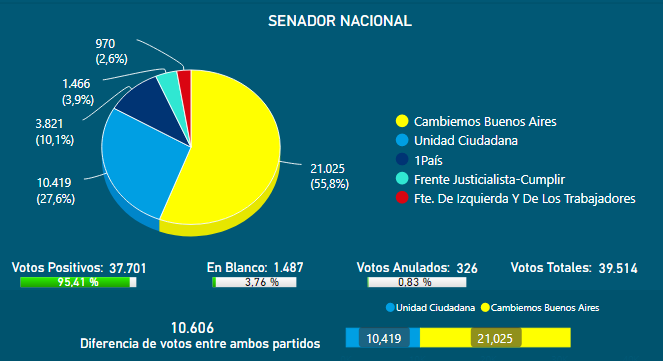 SENADOR NACIONAL
970
(2,6%)
1.466
(3,9%)
3.821
(10,1%)
10.419
(27,6%)
21.025
(55,8%)
Cambiemos Buenos Aires
Unidad Ciudadana
1País
Frente Justicialista-Cumplir
Fte. De Izquierda Y De Los Trabajadores
Votos Positivos: 37.701
95,41 %
En Blanco: 1.487
3,76 %
Votos Anulados: 326
0,83 %
Votos Totales: 39.514
Unidad Ciudadana Cambiemos Buenos Aires
10.606
Diferencia de votos entre ambos partidos
10,419 21,025